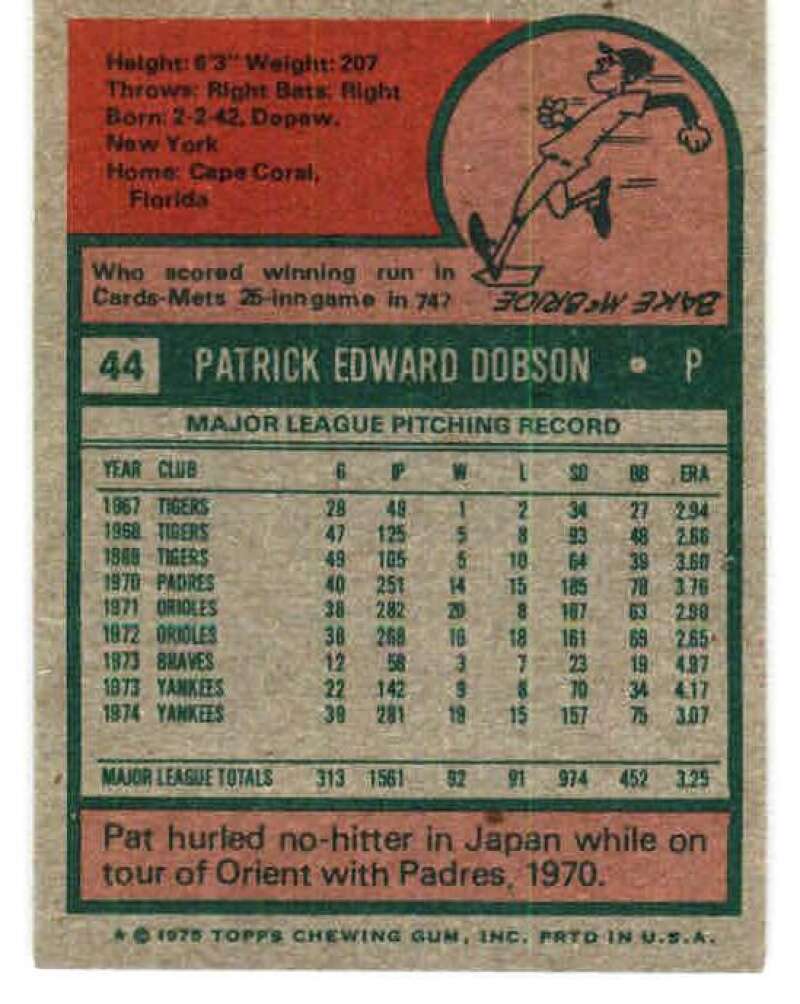 Height: 6'3" Weight: 207
Throws: Right Bats: Right
Born: 2-2-42, Depew,
New York
Home: Cape Coral,
Florida
Who scored winning run in
Cards-Mets 25-inn game in 74?
BAKE McBRIDE
44 PATRICK EDWARD DOBSON • P
MAJOR LEAGUE PITCHING RECORD
YEAR CLUB G IP W L SO BB ERA
1967 TIGERS 28 49 1 2 34 27 2.94
1968 TIGERS 47 125 5 8 93 48 2.66
1969 TIGERS 49 105 5 10 64 39 3.60
1970 PADRES 40 251 14 15 185 78 3.76
1971 ORIOLES 38 282 20 8 187 63 2.90
1972 ORIOLES 38 268 16 18 161 69 2.65
1973 BRAVES 12 58 3 7 23 19 4.97
1973 YANKEES 22 142 9 8 70 34 4.17
1974 YANKEES 39 281 19 15 157 75 3.07
MAJOR LEAGUE TOTALS 313 1561 92 91 974 452 3.25
Pat hurled no-hitter in Japan while on
tour of Orient with Padres, 1970.
* © 1975 TOPPS CHEWING GUM, INC. PRTD IN U.S.A.